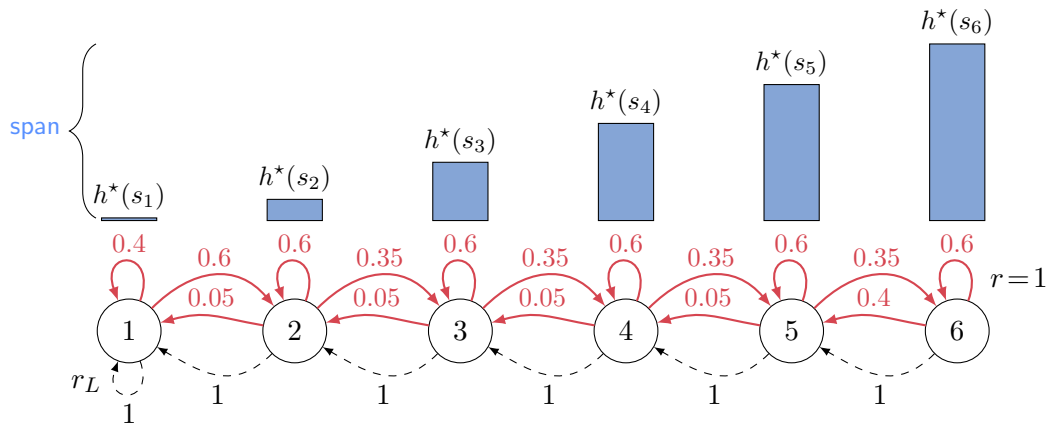 h⋆(s₆)
h⋆(s₅)
h⋆(s₄)
h⋆(s₃)
h⋆(s₂)
h⋆(s₁)
span
0.4 0.6 0.6 0.35 0.6 0.35 0.6 0.35 0.6 0.35 0.6
r = 1
0.05 0.05 0.05 0.05 0.4
1 2 3 4 5 6
r_L
1 1 1 1 1
1